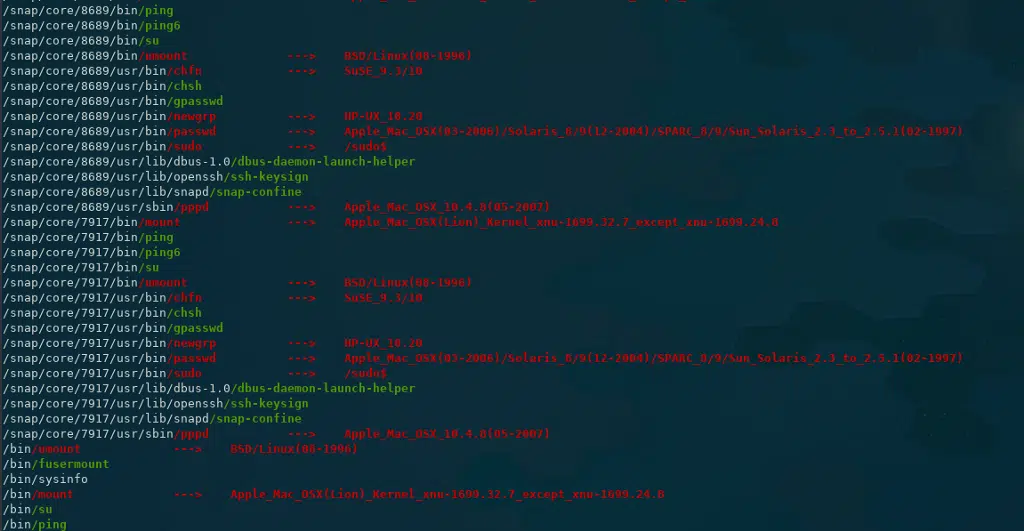 /snap/core/8689/bin/ping
/snap/core/8689/bin/ping6
/snap/core/8689/bin/su
/snap/core/8689/bin/umount ---> BSD/Linux(08-1996)
/snap/core/8689/usr/bin/chfn ---> SuSE_9.3/10
/snap/core/8689/usr/bin/chsh
/snap/core/8689/usr/bin/gpasswd
/snap/core/8689/usr/bin/newgrp ---> HP-UX_10.20
/snap/core/8689/usr/bin/passwd ---> Apple_Mac_OSX(03-2006)/Solaris_8/9(12-2004)/SPARC_8/9/Sun_Solaris_2.3_to_2.5.1(02-1997)
/snap/core/8689/usr/bin/sudo ---> /sudo$
/snap/core/8689/usr/lib/dbus-1.0/dbus-daemon-launch-helper
/snap/core/8689/usr/lib/openssh/ssh-keysign
/snap/core/8689/usr/lib/snapd/snap-confine
/snap/core/8689/usr/sbin/pppd ---> Apple_Mac_OSX_10.4.8(05-2007)
/snap/core/7917/bin/mount ---> Apple_Mac_OSX(Lion)_Kernel_xnu-1699.32.7_except_xnu-1699.24.8
/snap/core/7917/bin/ping
/snap/core/7917/bin/ping6
/snap/core/7917/bin/su
/snap/core/7917/bin/umount ---> BSD/Linux(08-1996)
/snap/core/7917/usr/bin/chfn ---> SuSE_9.3/10
/snap/core/7917/usr/bin/chsh
/snap/core/7917/usr/bin/gpasswd
/snap/core/7917/usr/bin/newgrp ---> HP-UX_10.20
/snap/core/7917/usr/bin/passwd ---> Apple_Mac_OSX(03-2006)/Solaris_8/9(12-2004)/SPARC_8/9/Sun_Solaris_2.3_to_2.5.1(02-1997)
/snap/core/7917/usr/bin/sudo ---> /sudo$
/snap/core/7917/usr/lib/dbus-1.0/dbus-daemon-launch-helper
/snap/core/7917/usr/lib/openssh/ssh-keysign
/snap/core/7917/usr/lib/snapd/snap-confine
/snap/core/7917/usr/sbin/pppd ---> Apple_Mac_OSX_10.4.8(05-2007)
/bin/umount ---> BSD/Linux(08-1996)
/bin/fusermount
/bin/sysinfo
/bin/mount ---> Apple_Mac_OSX(Lion)_Kernel_xnu-1699.32.7_except_xnu-1699.24.8
/bin/su
/bin/ping